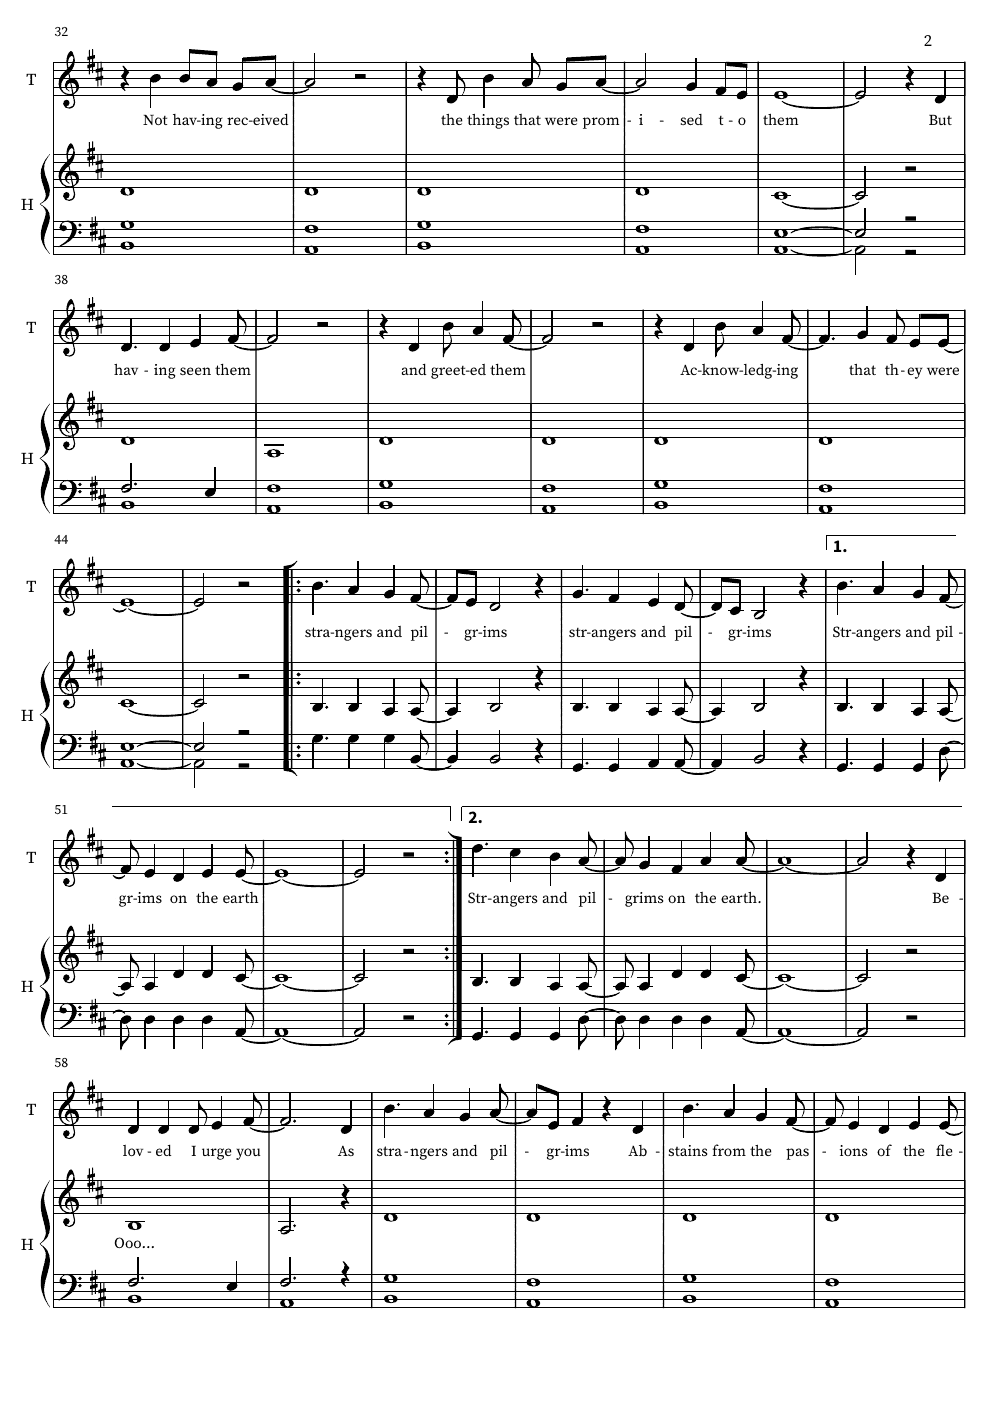 32
2
T
Not hav-ing rec-eived the things that were prom - i - sed t - o them But
H
38
T
hav - ing seen them and greet-ed them Ac-know-ledg-ing that th-ey were
H
44
1.
T
stra-ngers and pil - gr-ims str-angers and pil - gr-ims Str-angers and pil -
H
51
2.
T
gr-ims on the earth Str-angers and pil - grims on the earth. Be -
H
58
T
lov - ed I urge you As stra-ngers and pil - gr-ims Ab - stains from the pas - ions of the fle -
H
Ooo...